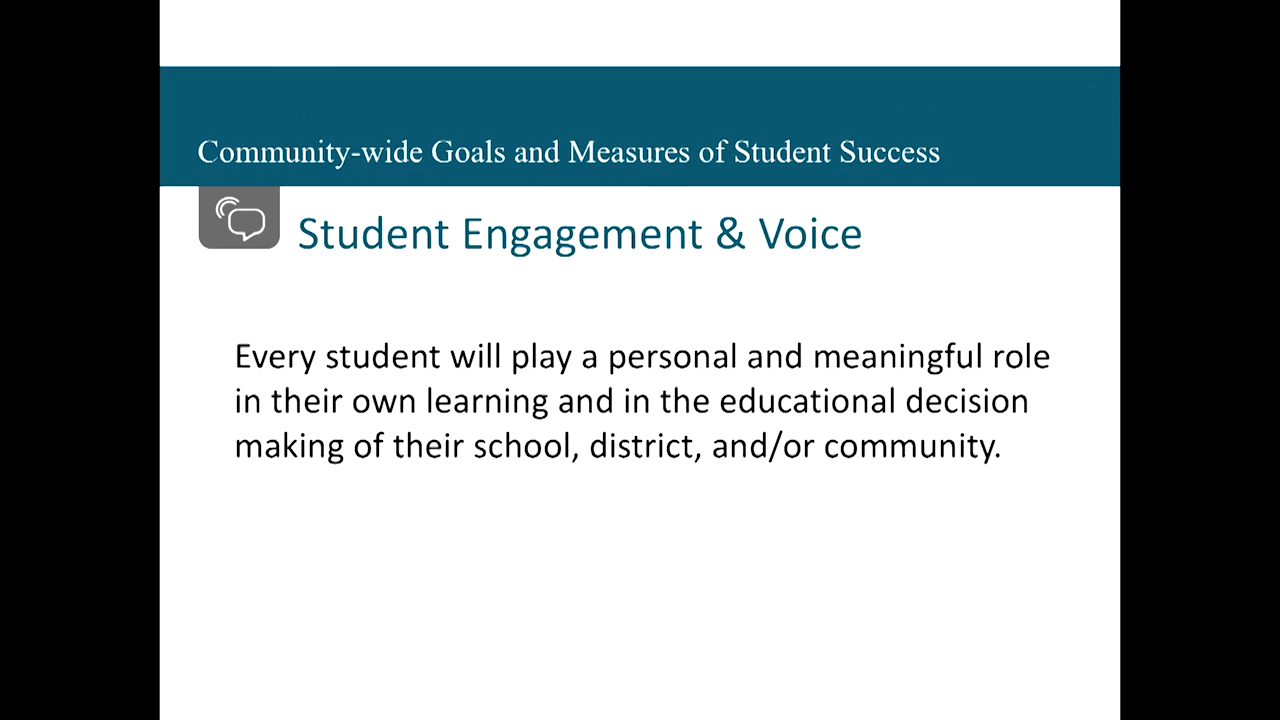 Community-wide Goals and Measures of Student Success
Student Engagement & Voice
Every student will play a personal and meaningful role
in their own learning and in the educational decision
making of their school, district, and/or community.